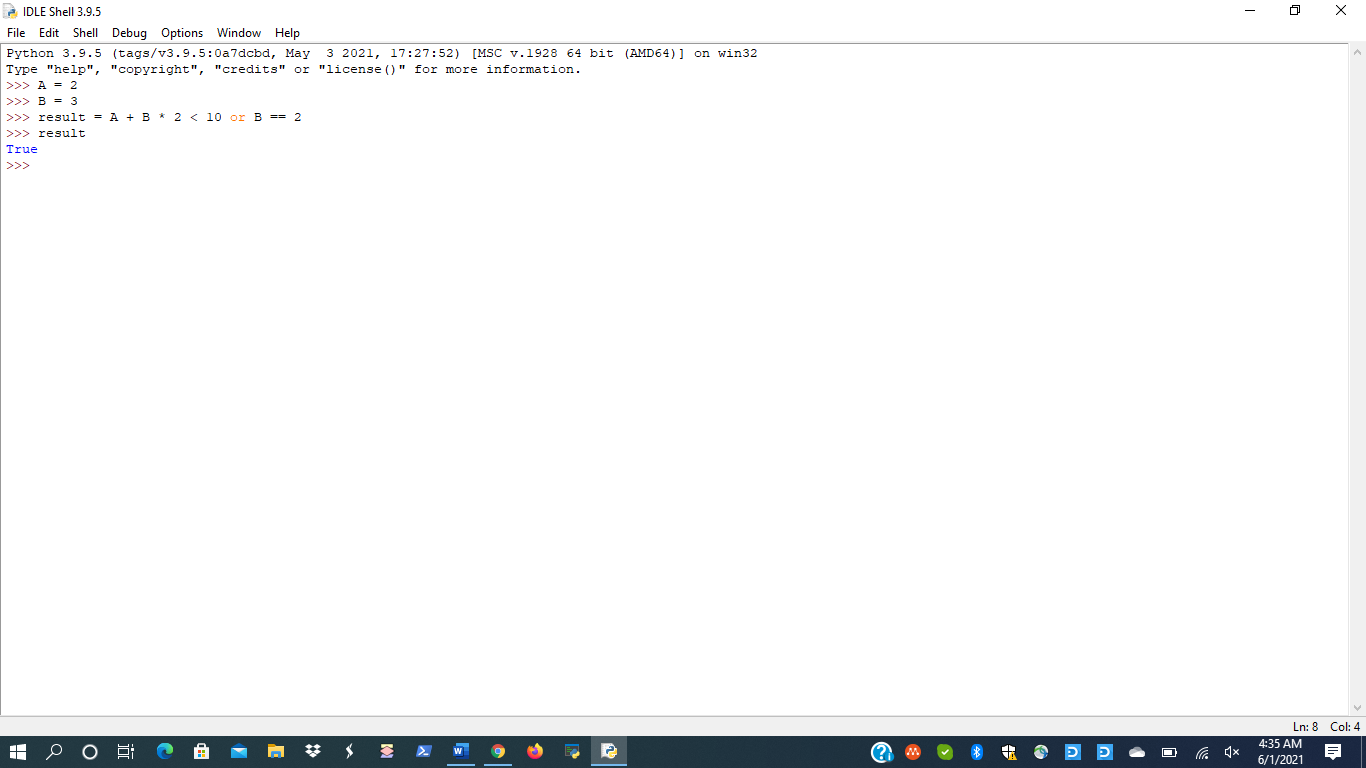 IDLE Shell 3.9.5
File Edit Shell Debug Options Window Help
Python 3.9.5 (tags/v3.9.5:0a7dcbd, May  3 2021, 17:27:52) [MSC v.1928 64 bit (AMD64)] on win32
Type "help", "copyright", "credits" or "license()" for more information.
>>> A = 2
>>> B = 3
>>> result = A + B * 2 < 10 or B == 2
>>> result
True
>>>
Ln: 8 Col: 4
4:35 AM
6/1/2021